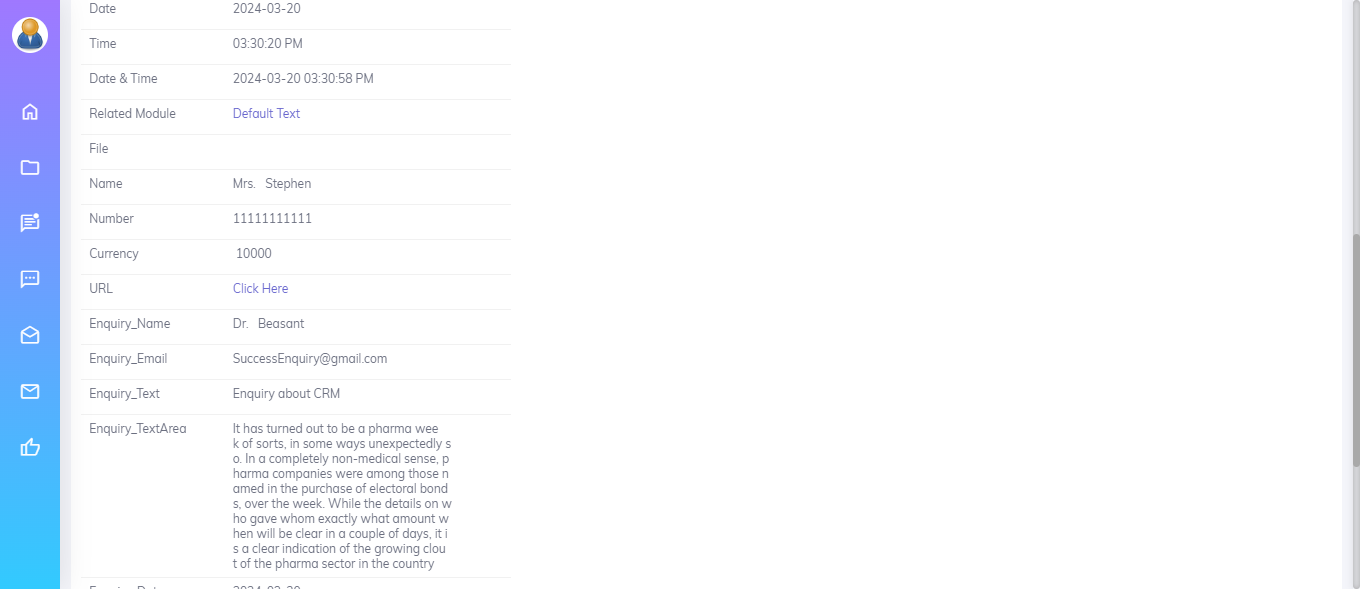 Date 2024-03-20
Time 03:30:20 PM
Date & Time 2024-03-20 03:30:58 PM
Related Module Default Text
File
Name Mrs. Stephen
Number 11111111111
Currency 10000
URL Click Here
Enquiry_Name Dr. Beasant
Enquiry_Email SuccessEnquiry@gmail.com
Enquiry_Text Enquiry about CRM
Enquiry_TextArea It has turned out to be a pharma wee
k of sorts, in some ways unexpectedly s
o. In a completely non-medical sense, p
harma companies were among those n
amed in the purchase of electoral bond
s, over the week. While the details on w
ho gave whom exactly what amount w
hen will be clear in a couple of days, it i
s a clear indication of the growing clou
t of the pharma sector in the country